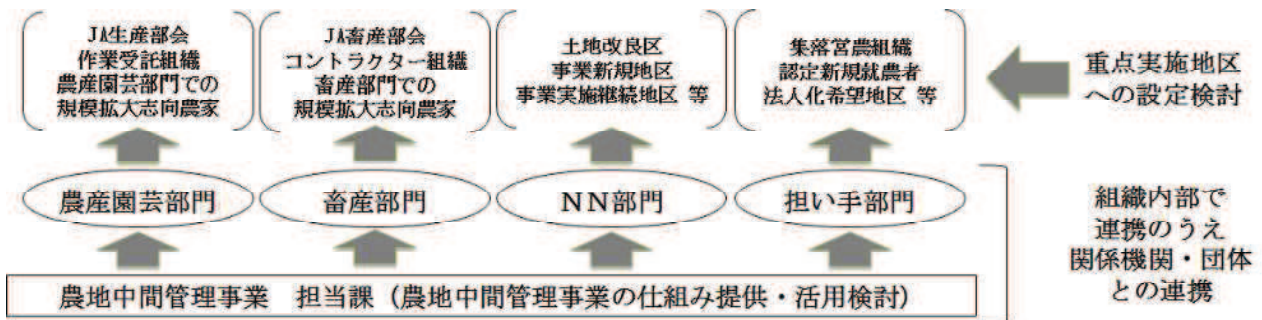 JA生産部会
作業受託組織
農産園芸部門での
規模拡大志向農家
JA畜産部会
コントラクター組織
畜産部門での
規模拡大志向農家
土地改良区
事業新規地区
事業実施継続地区 等
集落営農組織
認定新規就農者
法人化希望地区 等
重点実施地区
への設定検討
農産園芸部門
畜産部門
NN部門
担い手部門
組織内部で
連携のうえ
関係機関・団体
との連携
農地中間管理事業 担当課（農地中間管理事業の仕組み提供・活用検討）